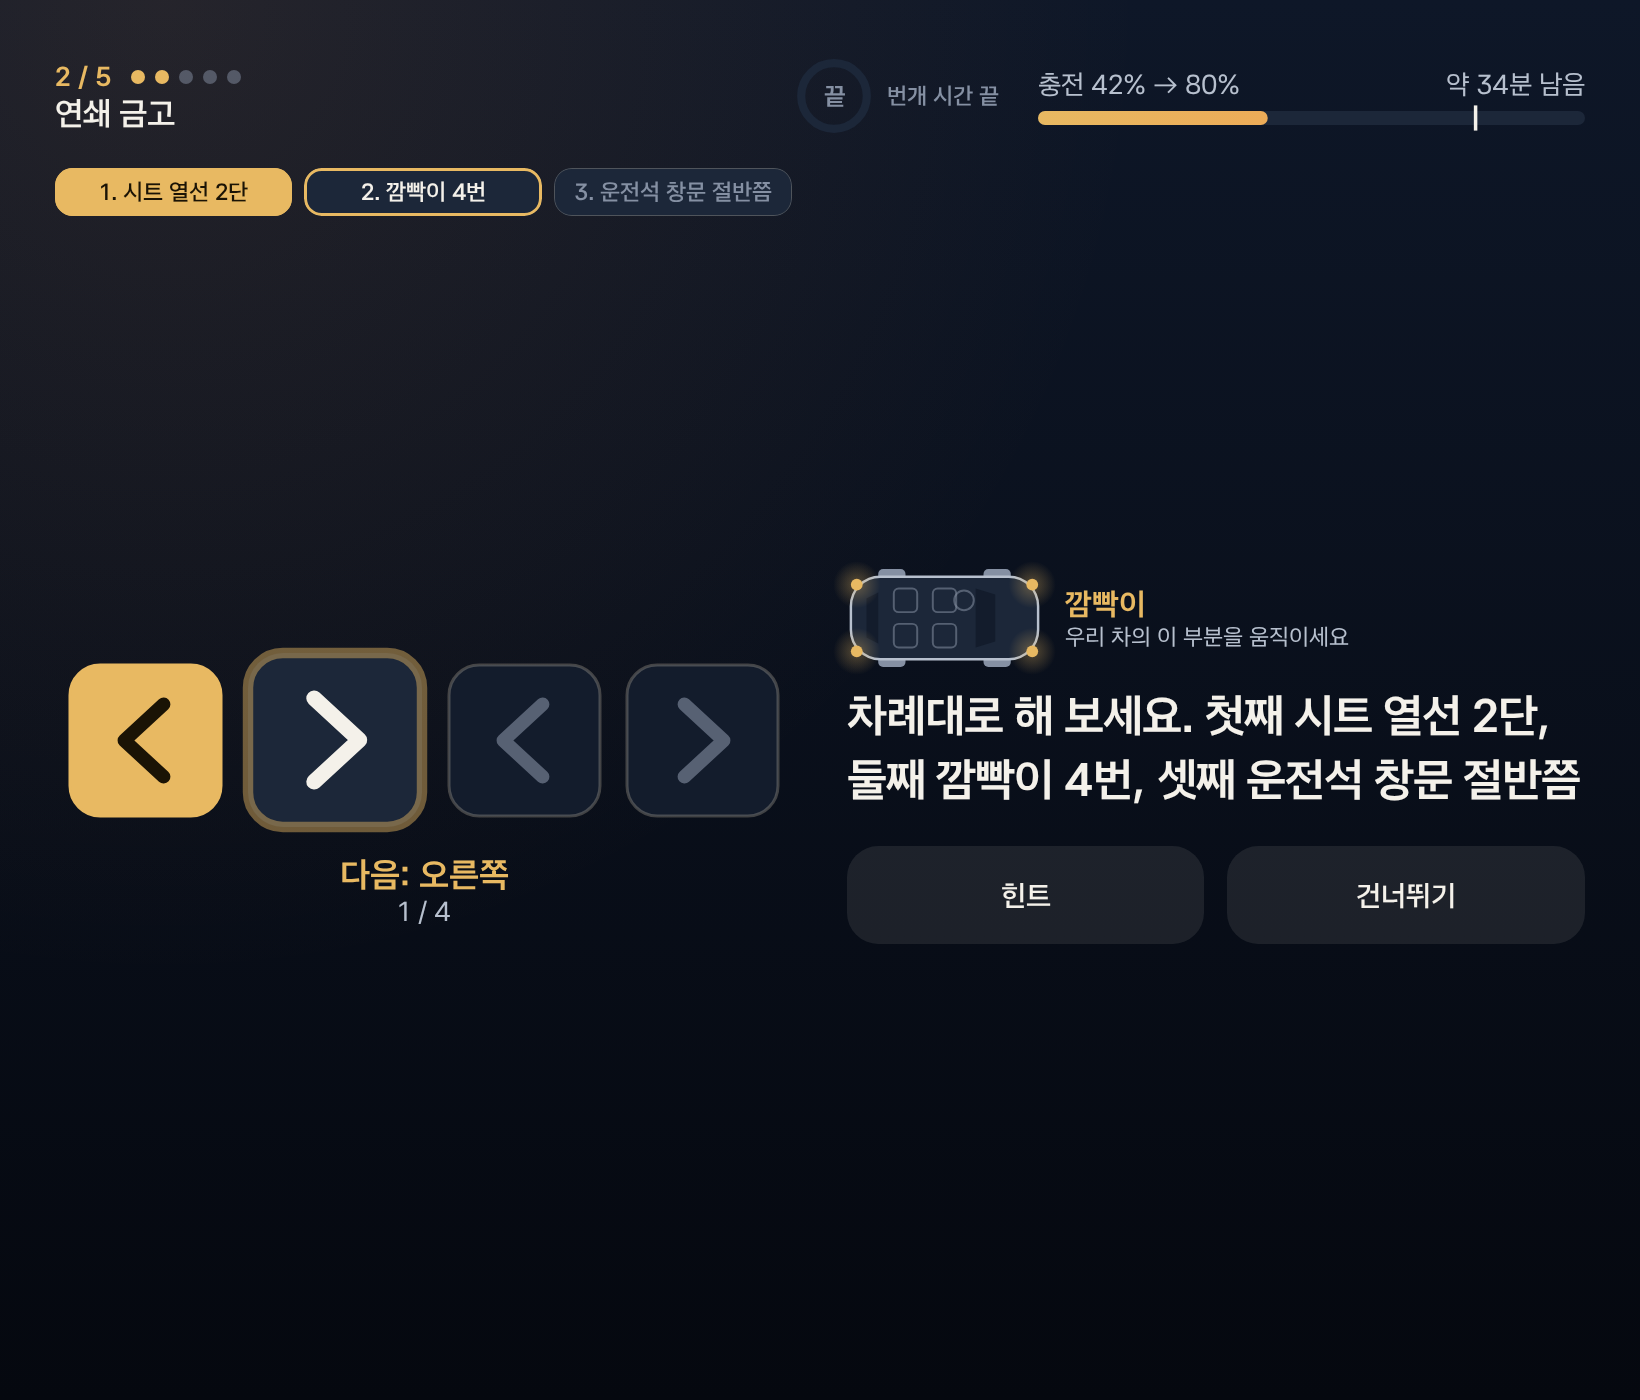 2 / 5
연쇄 금고
끝
번개 시간 끝
충전 42% → 80%
약 34분 남음
1. 시트 열선 2단
2. 깜빡이 4번
3. 운전석 창문 절반쯤
다음: 오른쪽
1 / 4
깜빡이
우리 차의 이 부분을 움직이세요
차례대로 해 보세요. 첫째 시트 열선 2단,
둘째 깜빡이 4번, 셋째 운전석 창문 절반쯤
힌트
건너뛰기